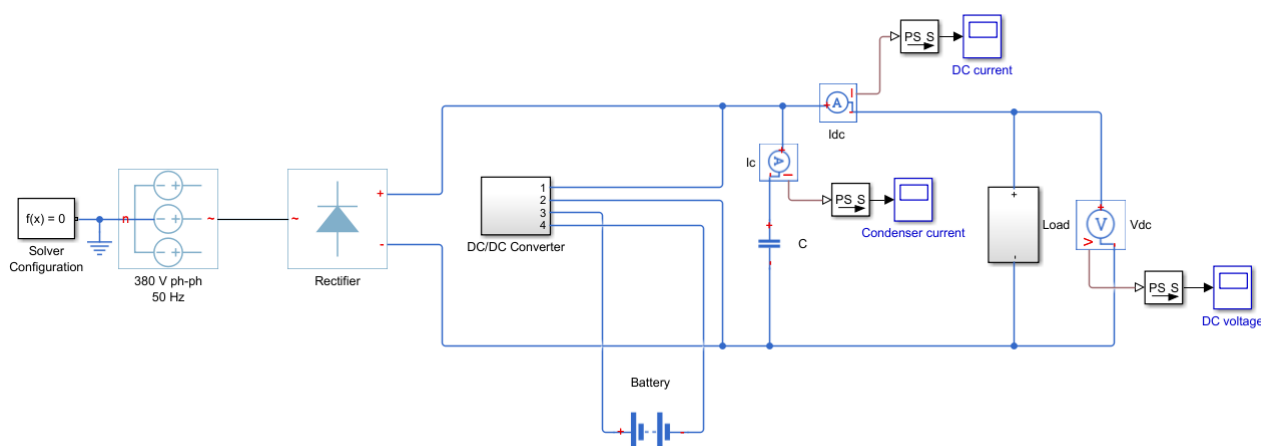 PS S
DC current
A
Idc
Ic
A
PS S
Condenser current
C
1
2
3
4
DC/DC Converter
f(x) = 0
Solver
Configuration
n
~
380 V ph-ph
50 Hz
~
+
-
Rectifier
+
-
Load
V
Vdc
PS S
DC voltage
Battery
+
-